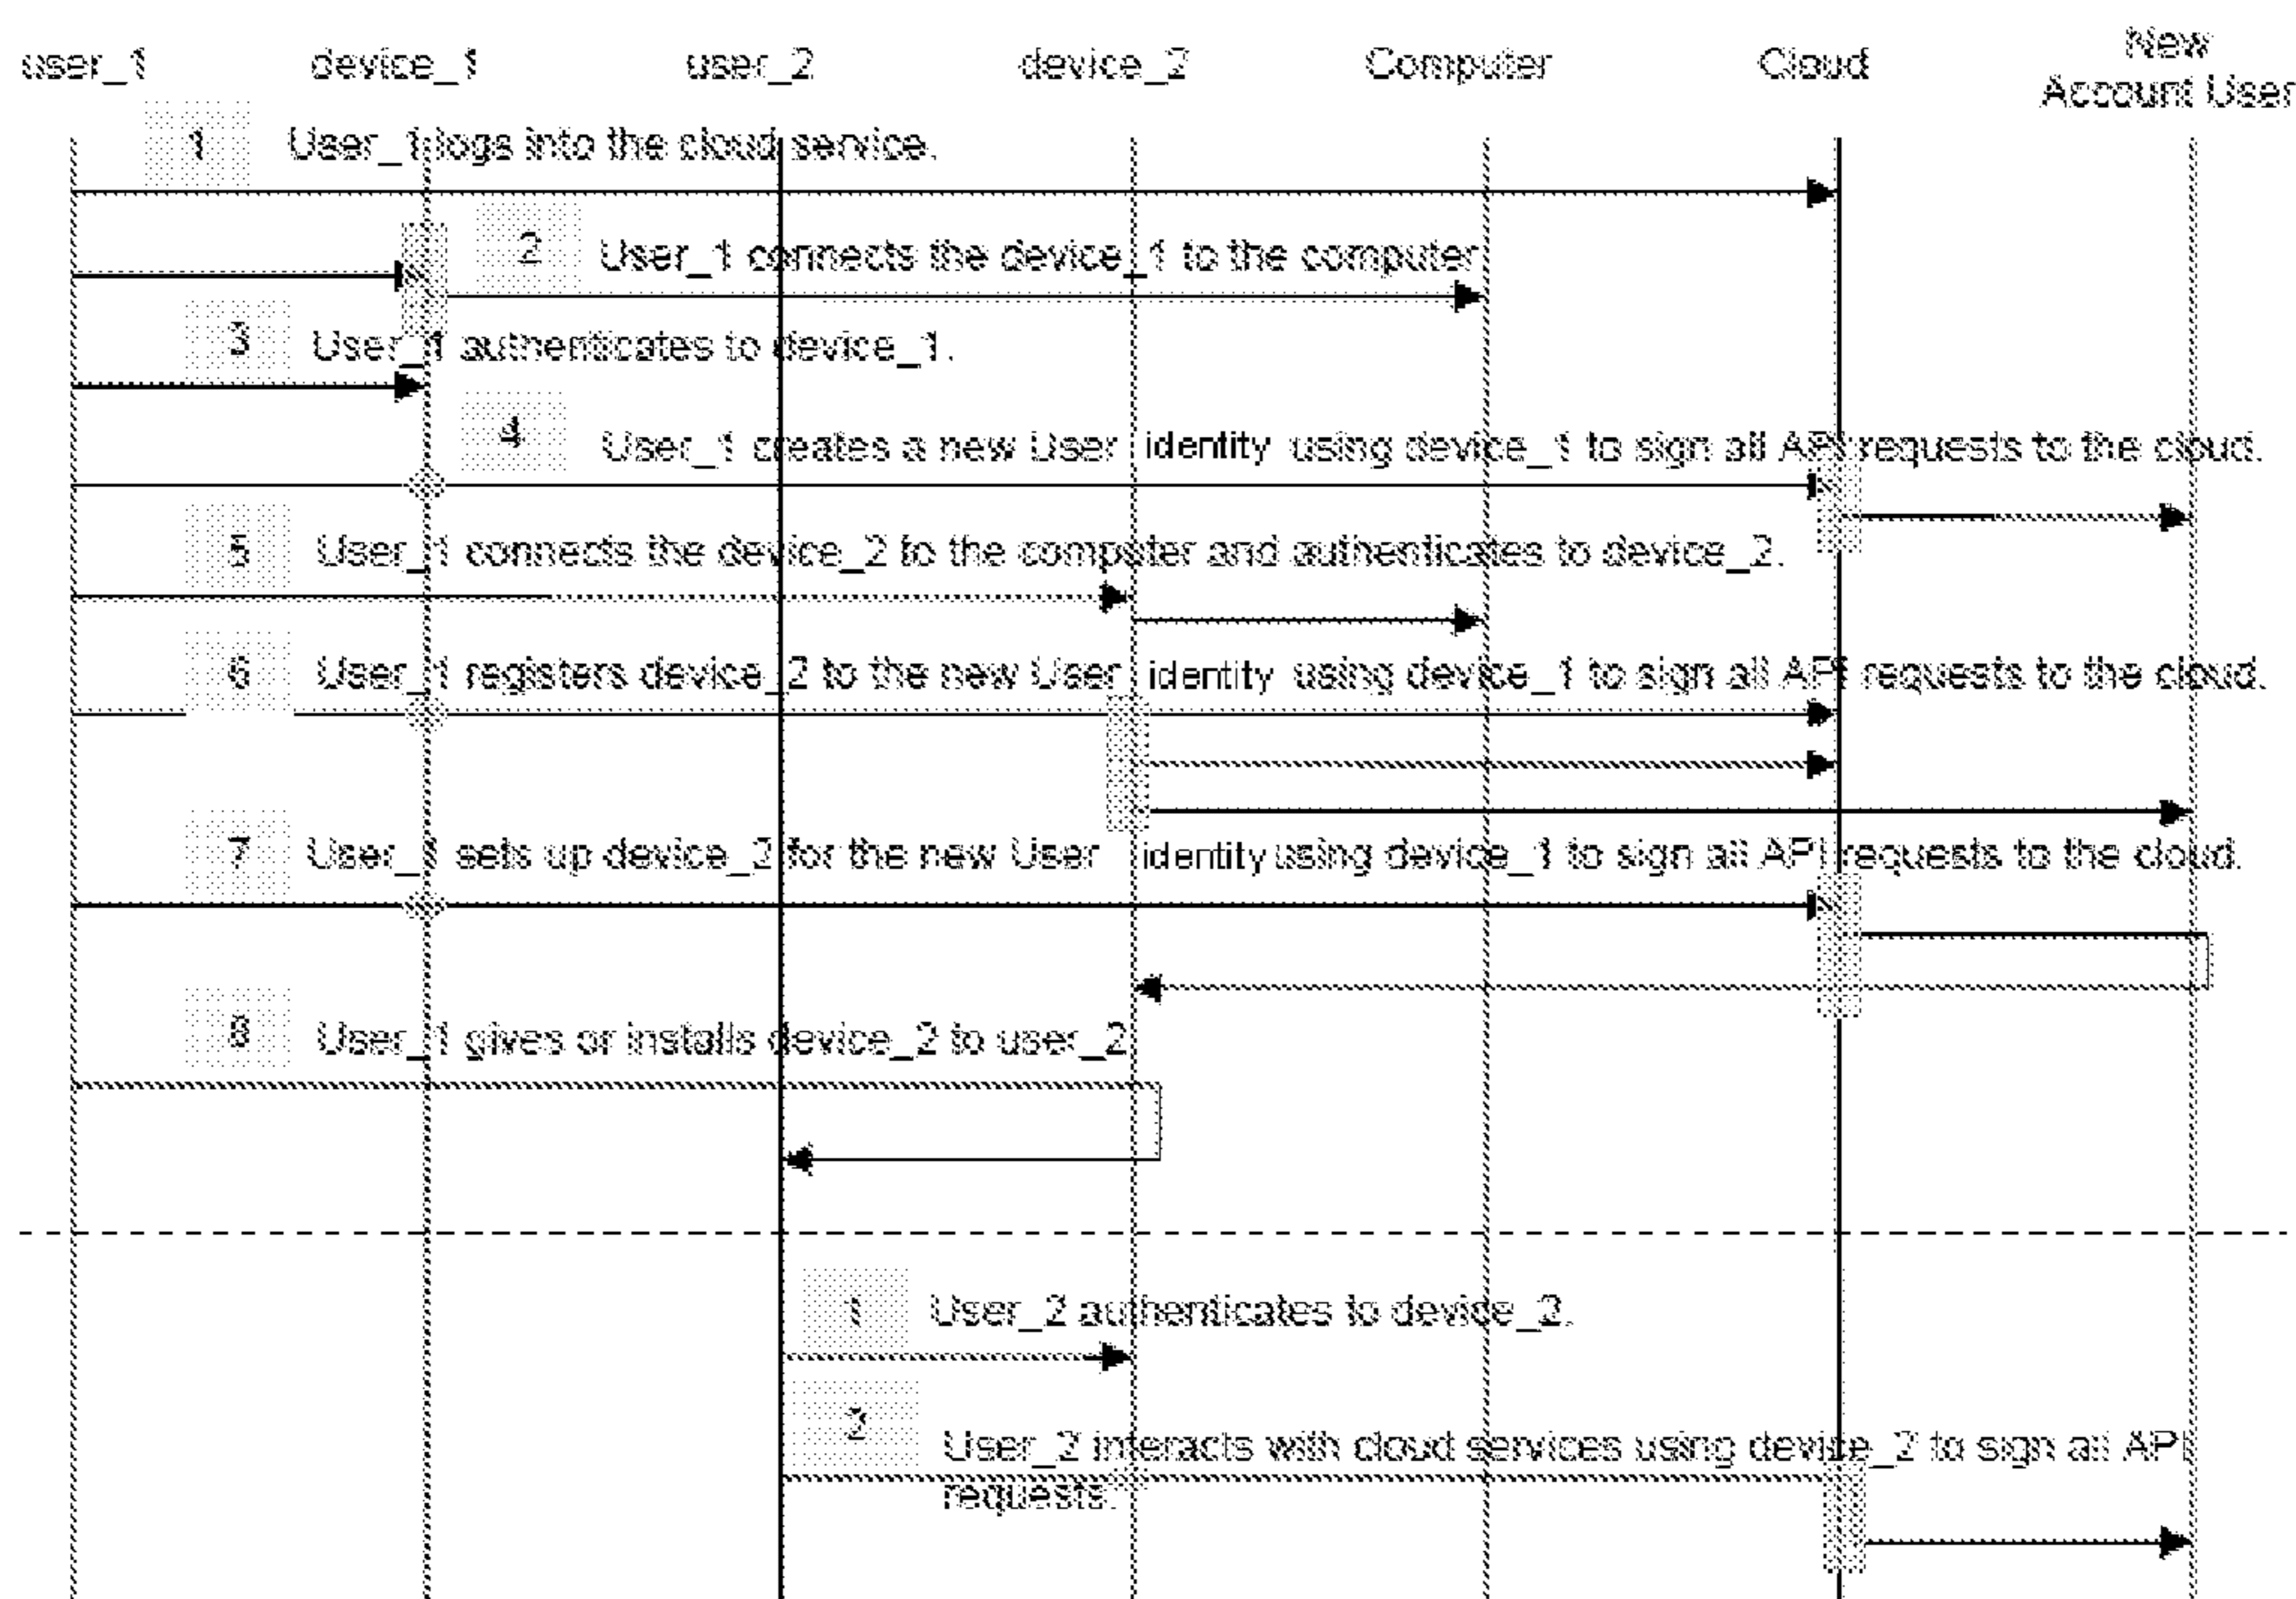 user_1 device_1 user_2 device_2 Computer Cloud New
Account User
1 User_1 logs into the cloud service.
2 User_1 connects the device_1 to the computer
3 User_1 authenticates to device_1.
4 User_1 creates a new User identity using device_1 to sign all API requests to the cloud.
5 User_1 connects the device_2 to the computer and authenticates to device_2.
6 User_1 registers device_2 to the new User identity using device_1 to sign all API requests to the cloud.
7 User_1 sets up device_2 for the new User identity using device_1 to sign all API requests to the cloud.
8 User_1 gives or installs device_2 to user_2
1 User_2 authenticates to device_2.
2 User_2 interacts with cloud services using device_2 to sign all API
requests.